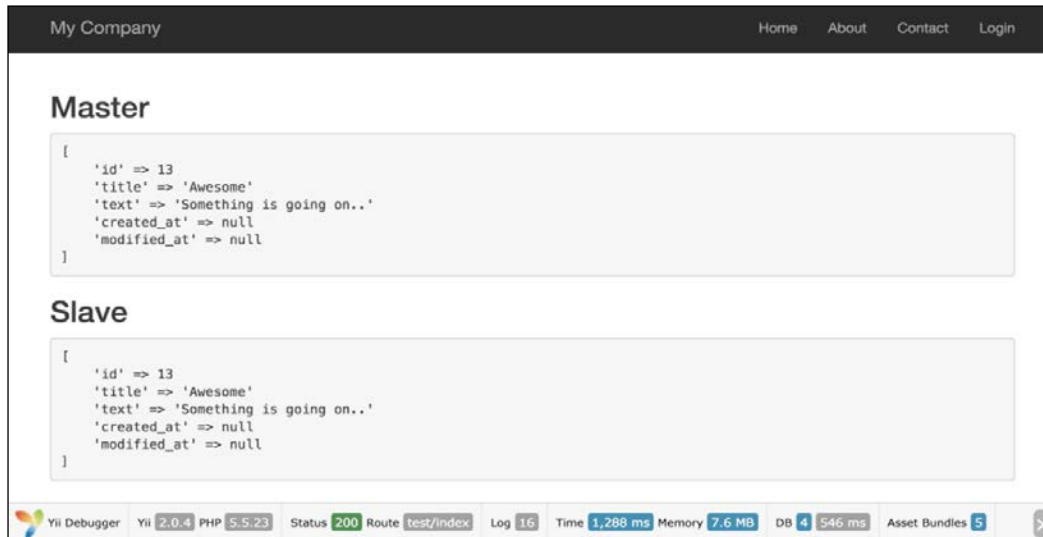 My Company Home About Contact Login
Master
[
'id' => 13
'title' => 'Awesome'
'text' => 'Something is going on..'
'created_at' => null
'modified_at' => null
]
Slave
[
'id' => 13
'title' => 'Awesome'
'text' => 'Something is going on..'
'created_at' => null
'modified_at' => null
]
Yii Debugger Yii 2.0.4 PHP 5.5.23 Status 200 Route test/index Log 16 Time 1,288 ms Memory 7.6 MB DB 4 546 ms Asset Bundles 5